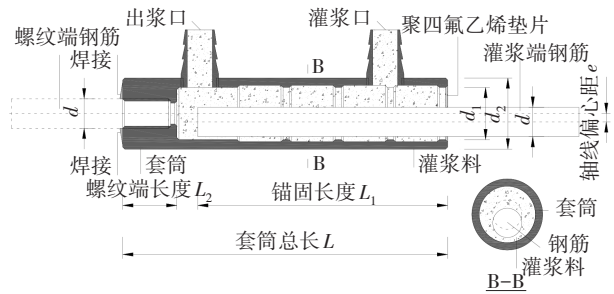 出浆口
灌浆口
螺纹端钢筋
焊接
B
聚四氟乙烯垫片
灌浆端钢筋
d
d₁
d₂
d
轴线偏心距e
焊接
套筒
B
灌浆料
螺纹端长度L₂
锚固长度L₁
套筒总长L
套筒
钢筋
灌浆料
B-B